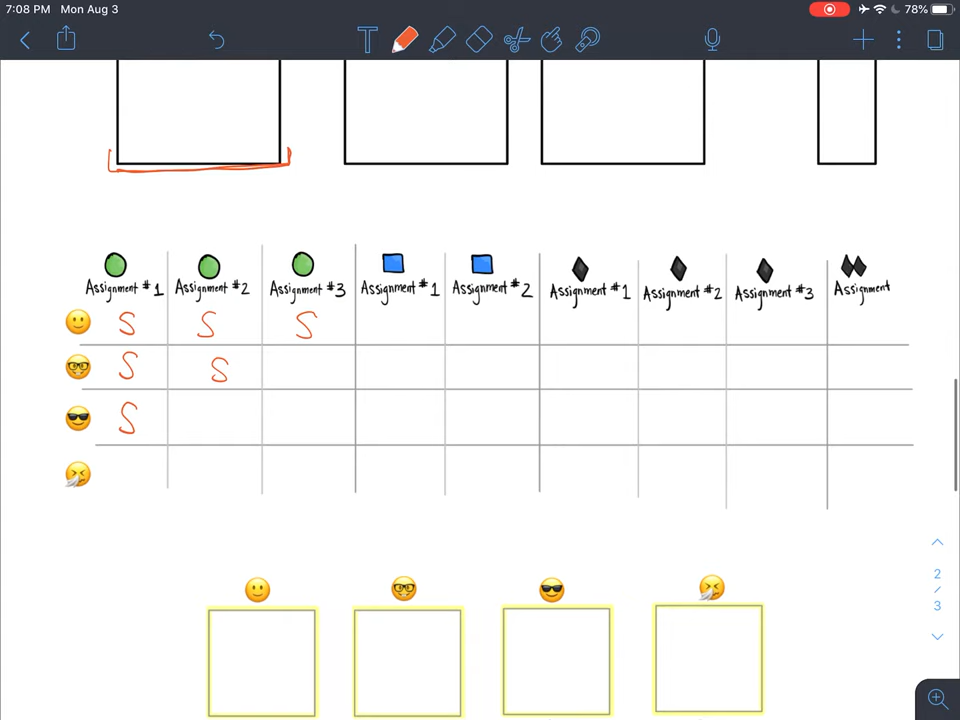 7:08 PM Mon Aug 3 78%
T
Assignment #1 Assignment #2 Assignment #3 Assignment #1 Assignment #2 Assignment #1 Assignment #2 Assignment #3 Assignment
S S S
S S
S
2
/
3